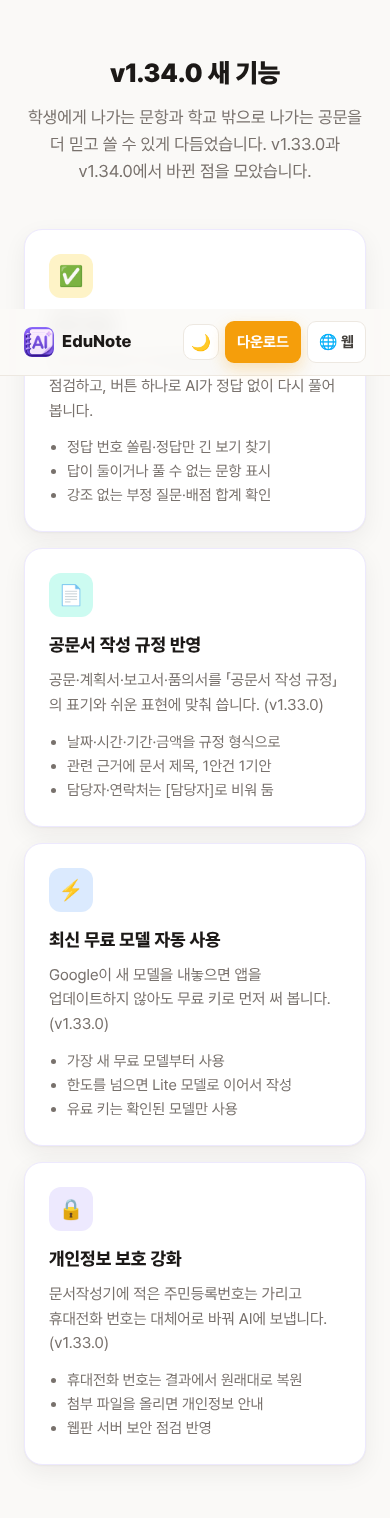 v1.34.0 새 기능
학생에게 나가는 문항과 학교 밖으로 나가는 공문을
더 믿고 쓸 수 있게 다듬었습니다. v1.33.0과
v1.34.0에서 바뀐 점을 모았습니다.
AI EduNote
다운로드
웹
점검하고, 버튼 하나로 AI가 정답 없이 다시 풀어
봅니다.
• 정답 번호 쏠림·정답만 긴 보기 찾기
• 답이 둘이거나 풀 수 없는 문항 표시
• 강조 없는 부정 질문·배점 합계 확인
공문서 작성 규정 반영
공문·계획서·보고서·품의서를 「공문서 작성 규정」
의 표기와 쉬운 표현에 맞춰 씁니다. (v1.33.0)
• 날짜·시간·기간·금액을 규정 형식으로
• 관련 근거에 문서 제목, 1안건 1기안
• 담당자·연락처는 [담당자]로 비워 둠
최신 무료 모델 자동 사용
Google이 새 모델을 내놓으면 앱을
업데이트하지 않아도 무료 키로 먼저 써 봅니다.
(v1.33.0)
• 가장 새 무료 모델부터 사용
• 한도를 넘으면 Lite 모델로 이어서 작성
• 유료 키는 확인된 모델만 사용
개인정보 보호 강화
문서작성기에 적은 주민등록번호는 가리고
휴대전화 번호는 대체어로 바꿔 AI에 보냅니다.
(v1.33.0)
• 휴대전화 번호는 결과에서 원래대로 복원
• 첨부 파일을 올리면 개인정보 안내
• 웹판 서버 보안 점검 반영